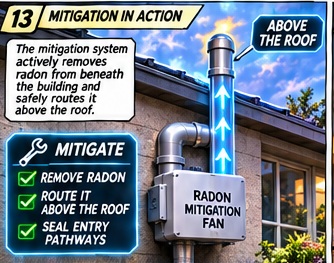 13 MITIGATION IN ACTION
The mitigation system
actively removes
radon from beneath
the building and
safely routes it
above the roof.
ABOVE
THE ROOF
MITIGATE
REMOVE RADON
ROUTE IT
ABOVE THE ROOF
SEAL ENTRY
PATHWAYS
RADON
MITIGATION
FAN